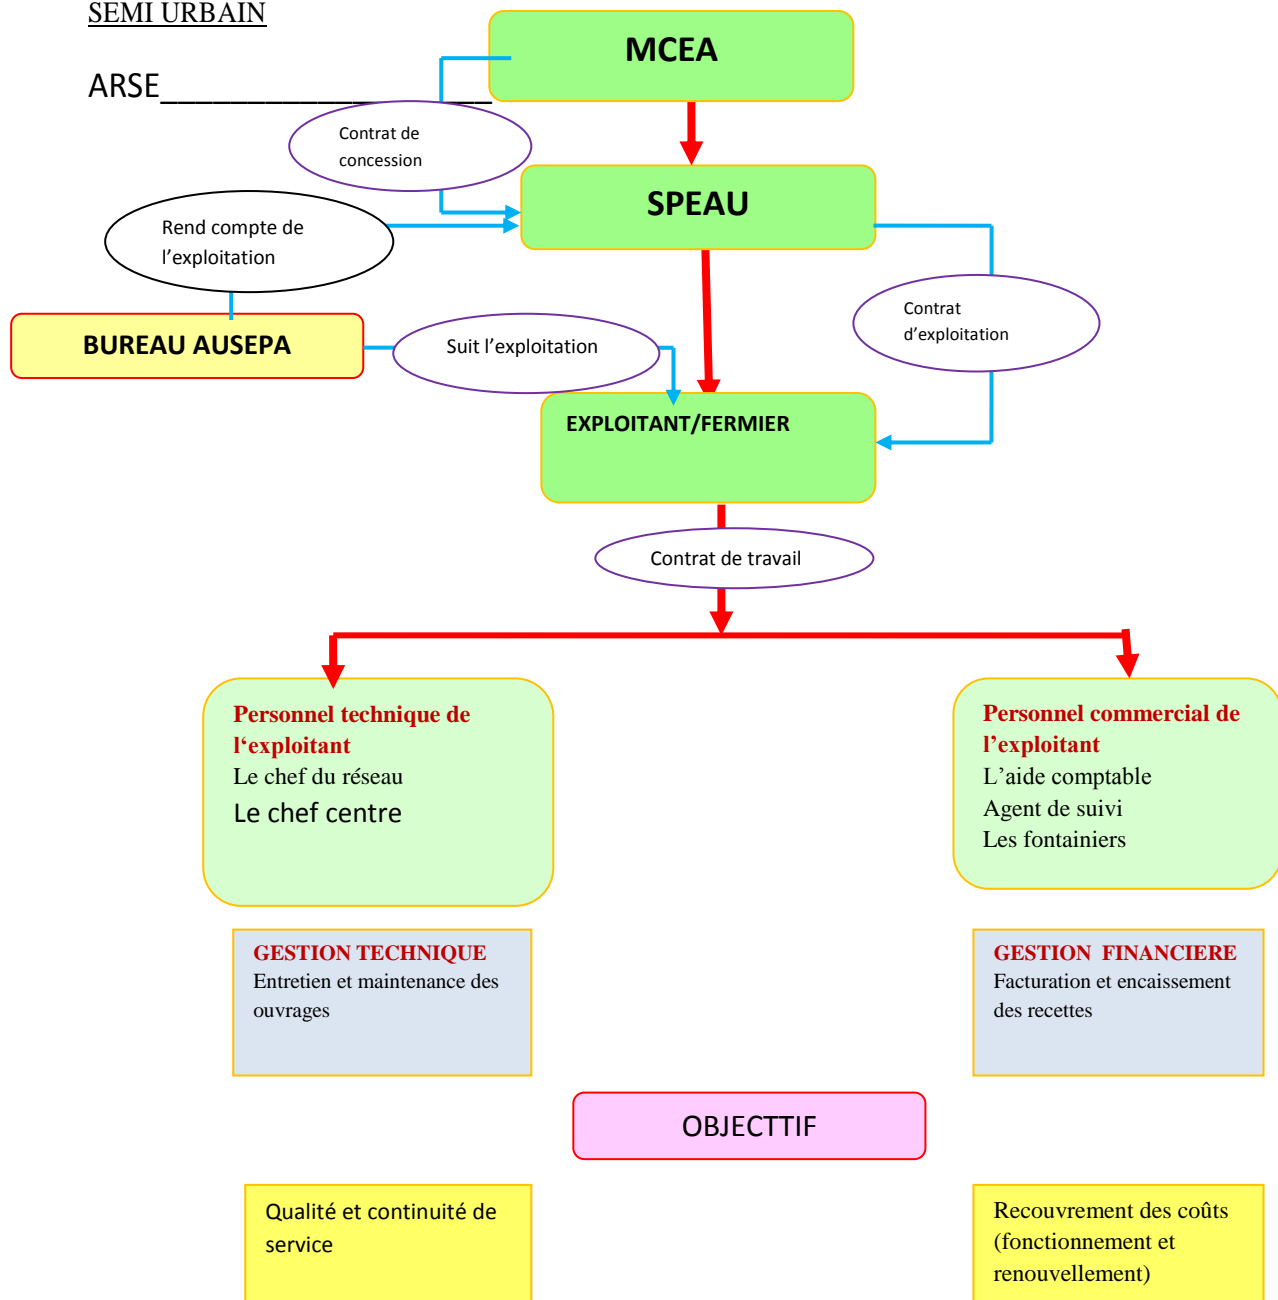 SEMI URBAIN
MCEA
ARSE___________________
Contrat de
concession
SPEAU
Rend compte de
l’exploitation
Contrat
d’exploitation
BUREAU AUSEPA
Suit l’exploitation
EXPLOITANT/FERMIER
Contrat de travail
Personnel technique de
l‘exploitant
Le chef du réseau
Le chef centre
Personnel commercial de
l’exploitant
L’aide comptable
Agent de suivi
Les fontainiers
GESTION TECHNIQUE
Entretien et maintenance des
ouvrages
GESTION FINANCIERE
Facturation et encaissement
des recettes
OBJECTTIF
Qualité et continuité de
service
Recouvrement des coûts
(fonctionnement et
renouvellement)